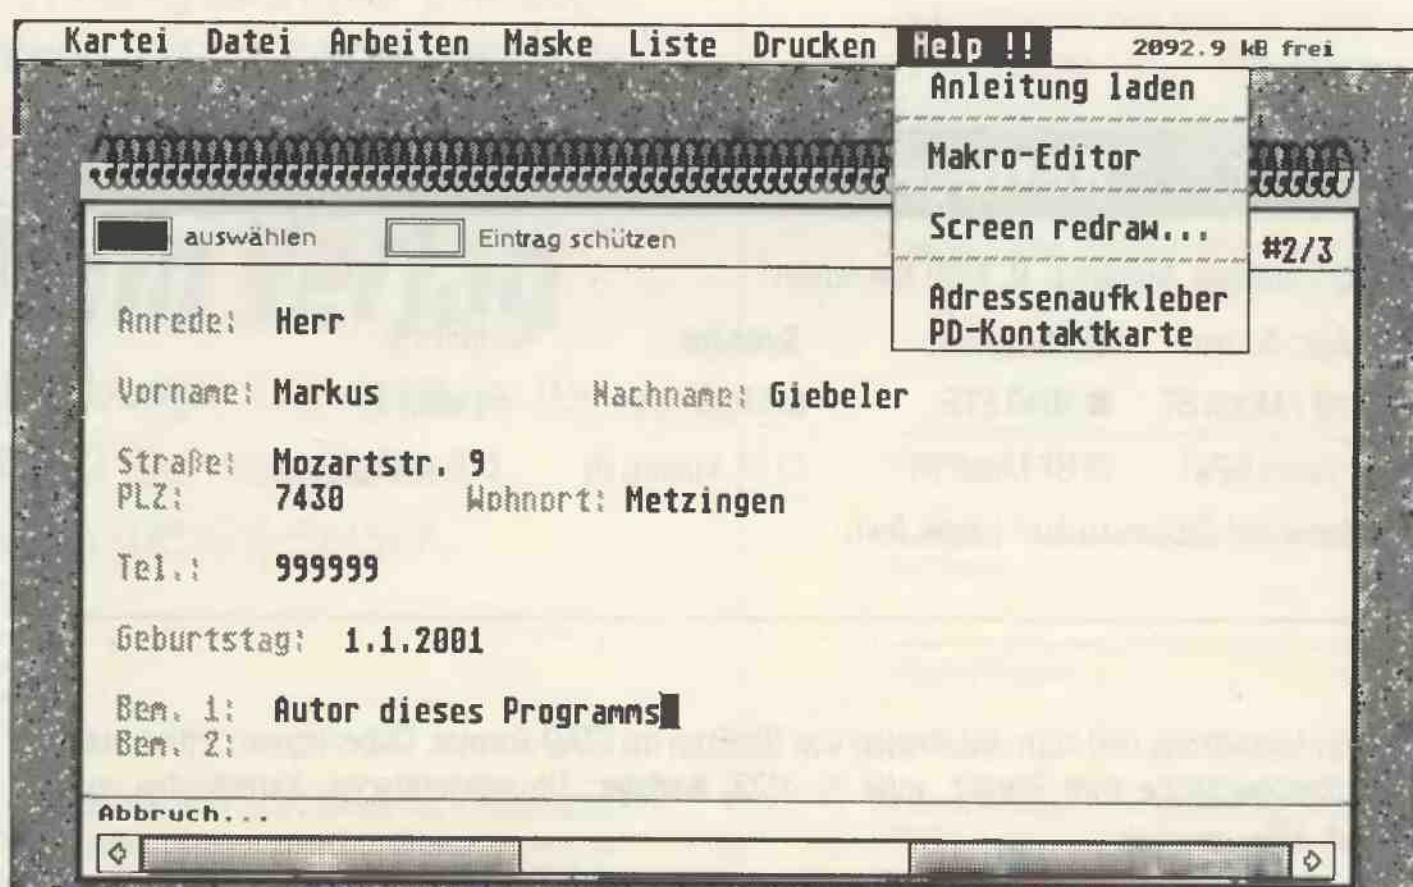 Kartei Datei Arbeiten Maske Liste Drucken Help !! 2092.9 kB frei
Anleitung laden
Makro-Editor
Screen redraw...
Adressenaufkleber
PD-Kontaktkarte
auswählen Eintrag schützen #2/3
Anrede: Herr
Vorname: Markus Nachname: Giebeler
Straße: Mozartstr. 9
PLZ: 7430 Wohnort: Metzingen
Tel.: 999999
Geburtstag: 1.1.2001
Bem. 1: Autor dieses Programms
Bem. 2:
Abbruch...